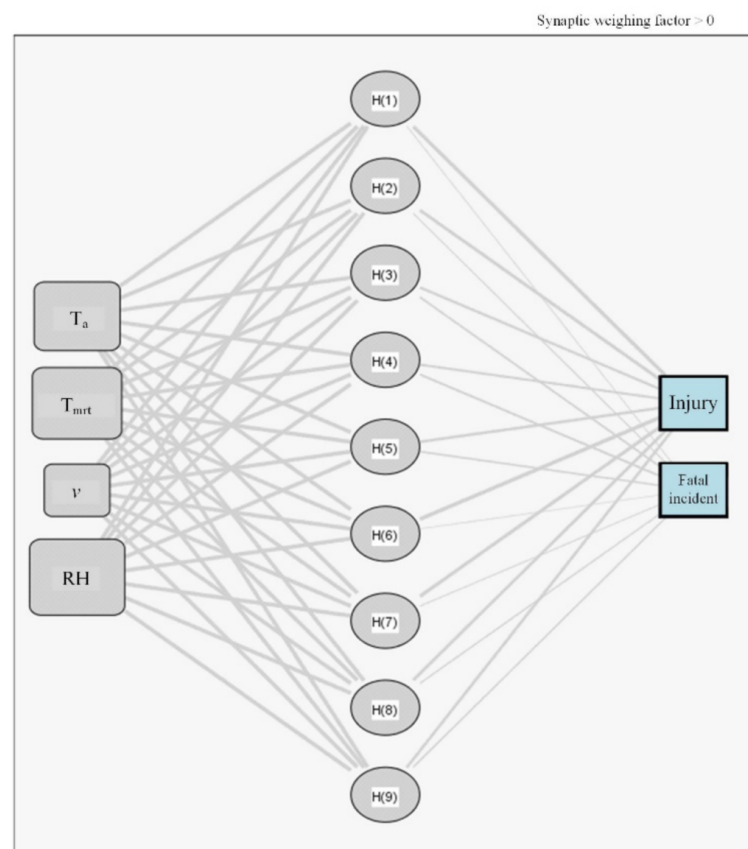 Synaptic weighing factor > 0
H(1)
H(2)
H(3)
H(4)
H(5)
H(6)
H(7)
H(8)
H(9)
Ta
Tmrt
v
RH
Injury
Fatal
incident